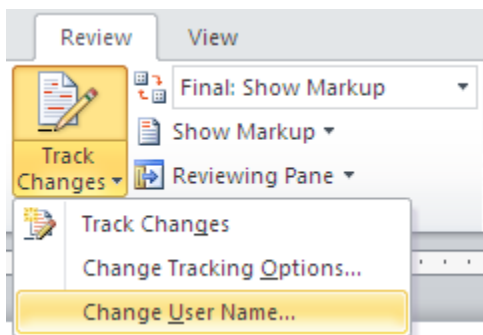 Review View
Final: Show Markup
Show Markup
Track
Changes
Reviewing Pane
Track Changes
Change Tracking Options...
Change User Name...